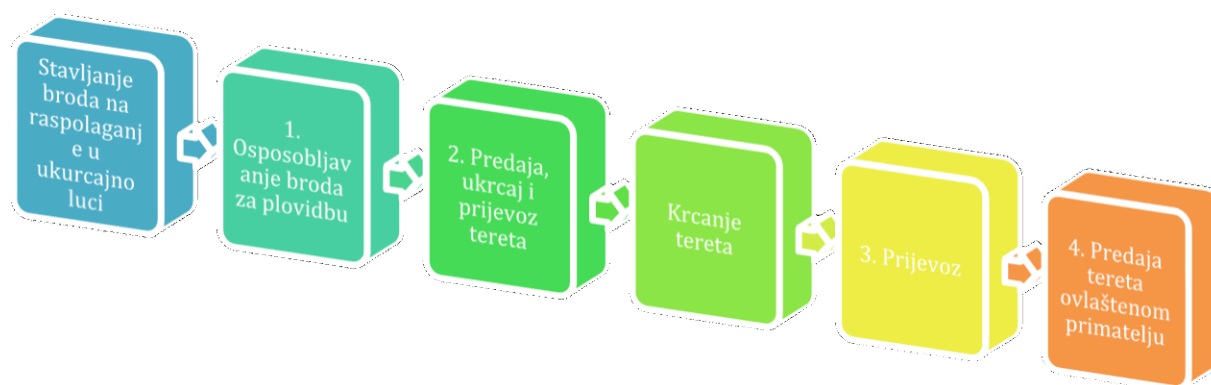 Stavljanje
broda na
raspolaganj
e u
ukurcajno
luci
1.
Osposobljav
anje broda
za plovidbu
2. Predaja,
ukrcaj i
prijevoz
tereta
Krcanje
tereta
3. Prijevoz
4. Predaja
tereta
ovlaštenom
primatelju